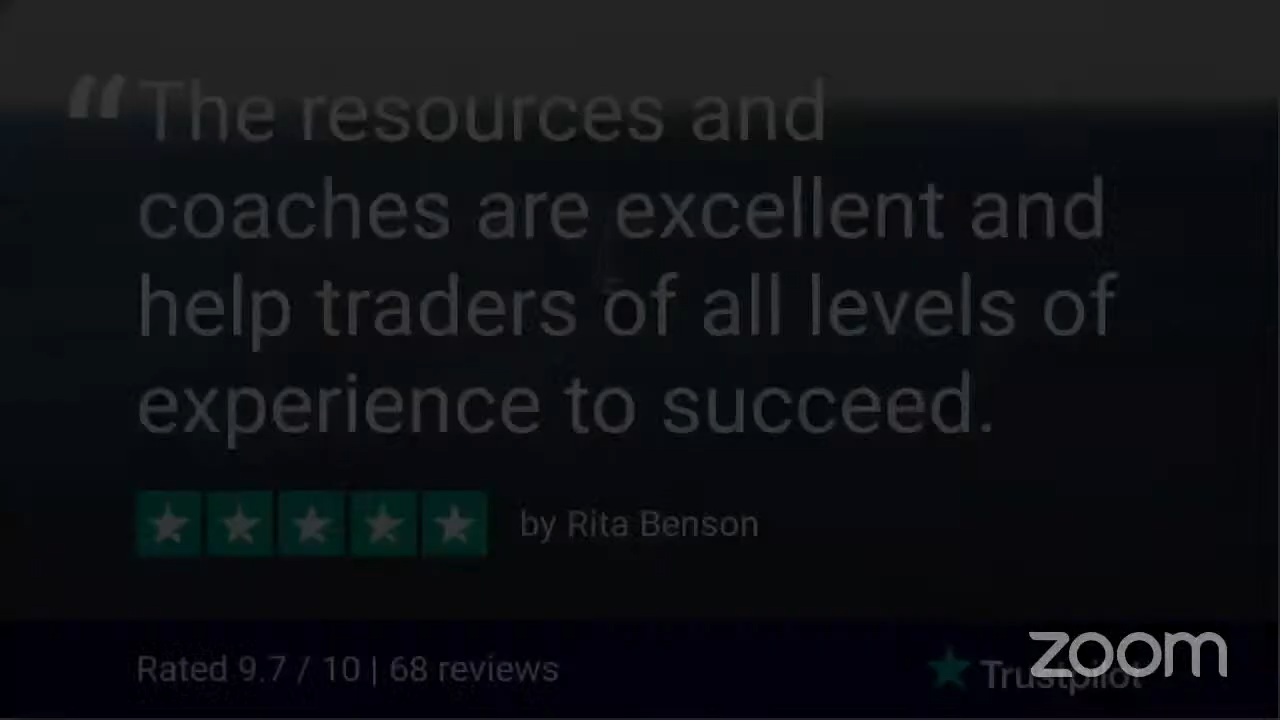 “The resources and
coaches are excellent and
help traders of all levels of
experience to succeed.
by Rita Benson
Rated 9.7 / 10 | 68 reviews
Trustpilot
zoom